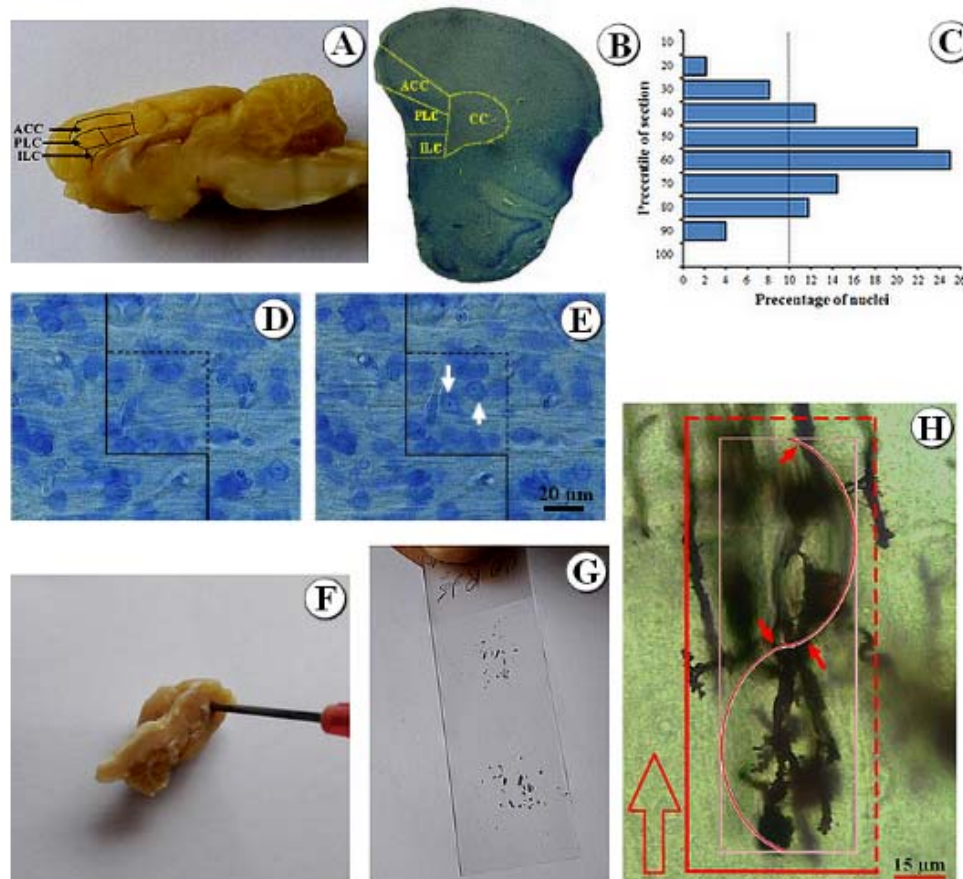 A
ACC
PLC
ILC
B
ACC
PLC
CC
ILC
C
Precentile of section
10
20
30
40
50
60
70
80
90
100
0 2 4 6 8 10 12 14 16 18 20 22 24 26
Precentage of nuclei
D
E
20 µm
F
G
H
15 µm